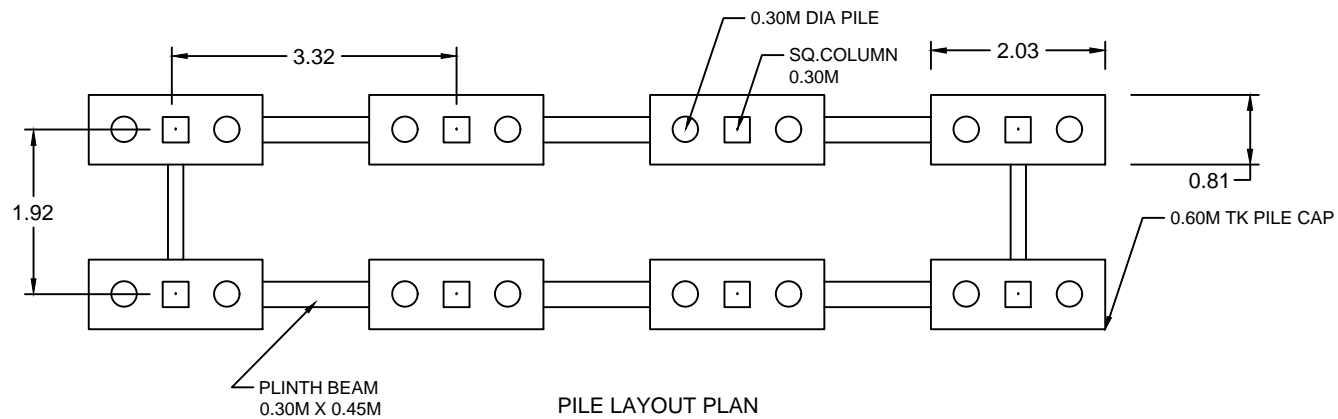 0.30M DIA PILE
3.32
SQ.COLUMN
0.30M
2.03
1.92
0.81
0.60M TK PILE CAP
PLINTH BEAM
0.30M X 0.45M
PILE LAYOUT PLAN